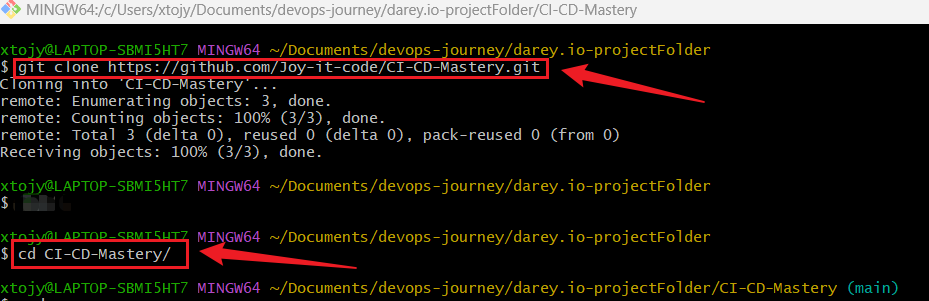 MINGW64:/c/Users/xtojy/Documents/devops-journey/darey.io-projectFolder/CI-CD-Mastery
xtojy@LAPTOP-SBMI5HT7 MINGW64 ~/Documents/devops-journey/darey.io-projectFolder
$ git clone https://github.com/Joy-it-code/CI-CD-Mastery.git
Cloning into 'CI-CD-Mastery'...
remote: Enumerating objects: 3, done.
remote: Counting objects: 100% (3/3), done.
remote: Total 3 (delta 0), reused 0 (delta 0), pack-reused 0 (from 0)
Receiving objects: 100% (3/3), done.
xtojy@LAPTOP-SBMI5HT7 MINGW64 ~/Documents/devops-journey/darey.io-projectFolder
$
xtojy@LAPTOP-SBMI5HT7 MINGW64 ~/Documents/devops-journey/darey.io-projectFolder
$ cd CI-CD-Mastery/
xtojy@LAPTOP-SBMI5HT7 MINGW64 ~/Documents/devops-journey/darey.io-projectFolder/CI-CD-Mastery (main)